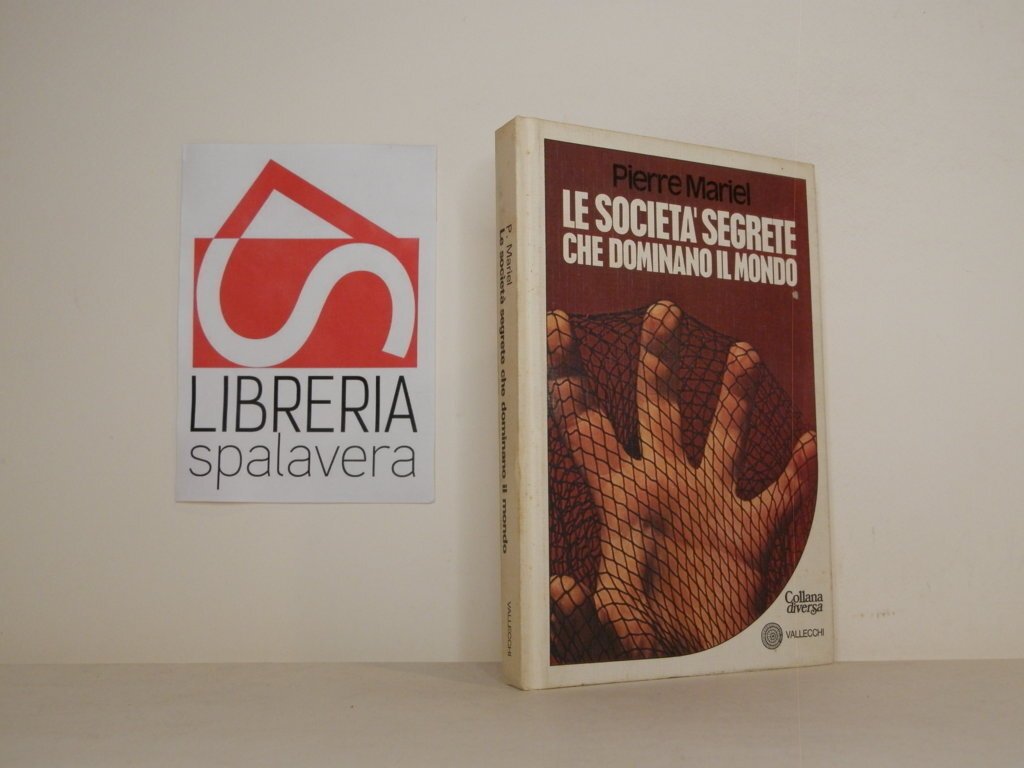 LIBRERIA
spalavera
P. Mariel
Le società segrete che dominano il mondo
VALLECCHI
Pierre Mariel
LE SOCIETA' SEGRETE
CHE DOMINANO IL MONDO
Collana
diversa
VALLECCHI